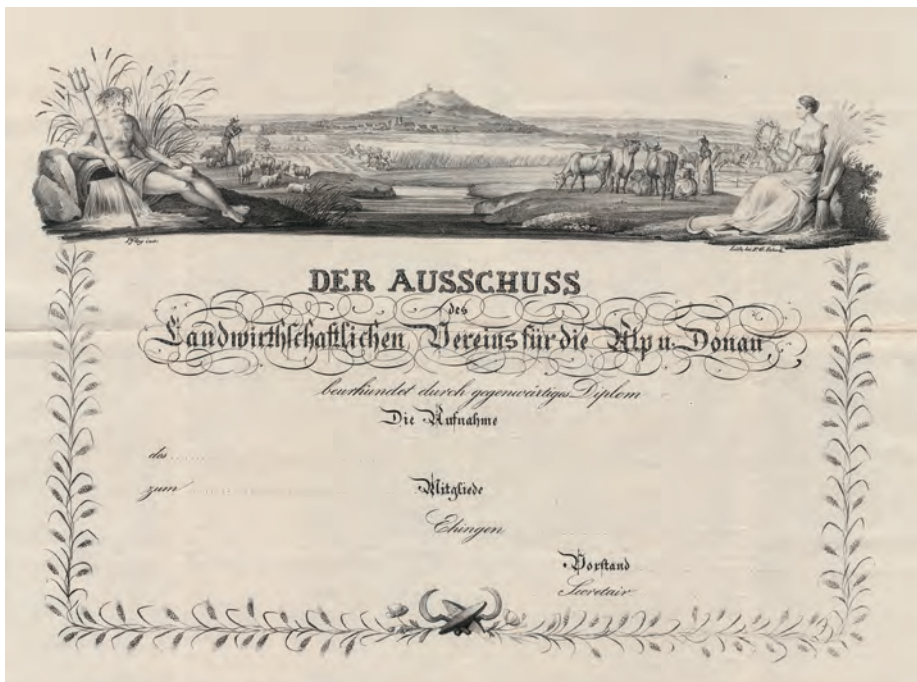 DER AUSSCHUSS
des
Landwirthschaftlichen Vereins für die Alp u. Donau,
beurkundet durch gegenwärtiges Diplom
Die Aufnahme
des
zum Mitgliede
Ehingen
Vorstand
Secretair